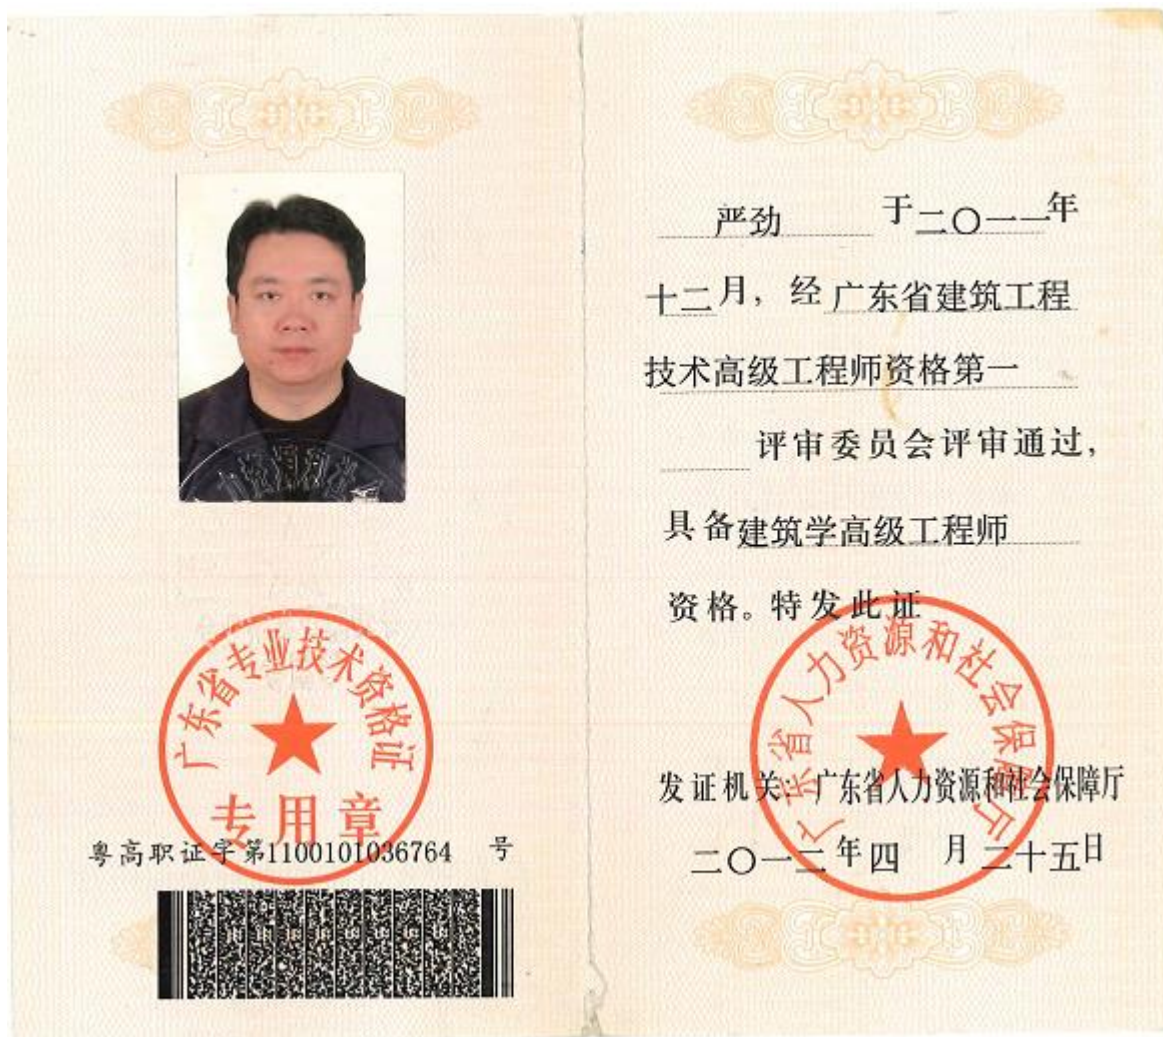 广东省专业技术资格证
专用章
粤高职证字第1100101036764 号
严劲 于二〇一一年
十二月，经广东省建筑工程
技术高级工程师资格第一
评审委员会评审通过，
具备建筑学高级工程师
资格。特发此证
广东省人力资源和社会保障厅
发证机关：广东省人力资源和社会保障厅
二〇一二年四 月二十五日